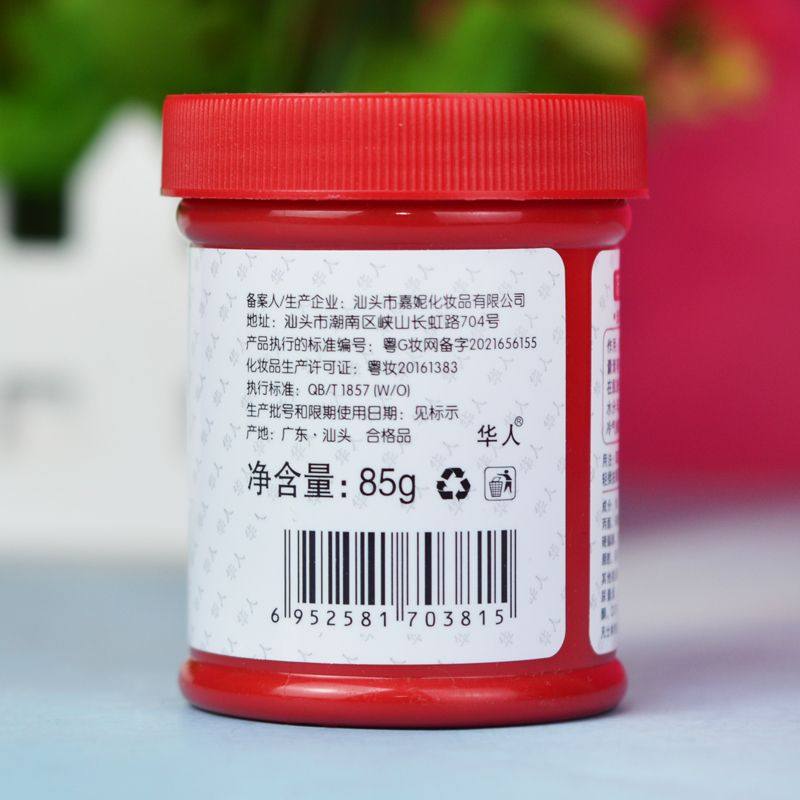 备案人/生产企业：汕头市嘉妮化妆品有限公司
地址：汕头市潮南区峡山长虹路704号
产品执行的标准编号：粤G妆网备字2021656155
化妆品生产许可证：粤妆20161383
执行标准：QB/T 1857 (W/O)
生产批号和限期使用日期：见标示
产地：广东·汕头 合格品
华人®
净含量：85g
6 952581 703815